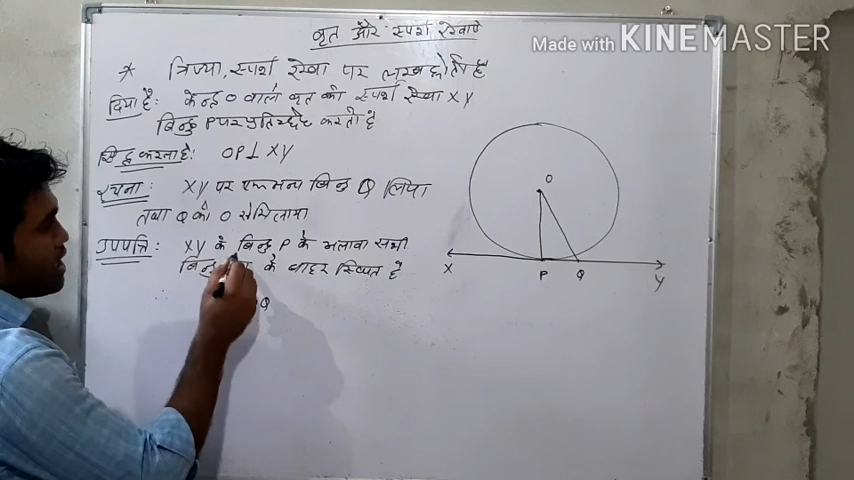 वृत और स्पर्श रेखाएं
Made with KINEMASTER
* त्रिज्या, स्पर्श रेखा पर लम्ब होती है
दिया है: केन्द्र O वाले वृत को स्पर्श रेखा XY
बिन्दु P पर प्रतिच्छेद करती है
सिद्ध करना है: OP⊥ XY
रचना: XY पर एक अन्य बिन्दु Q लिया
तथा Q को O से मिलाया
उपपत्ति: XY के बिन्दु P के अलावा सभी
बिन्दु के बाहर स्थित है
Q
O
X P Q Y